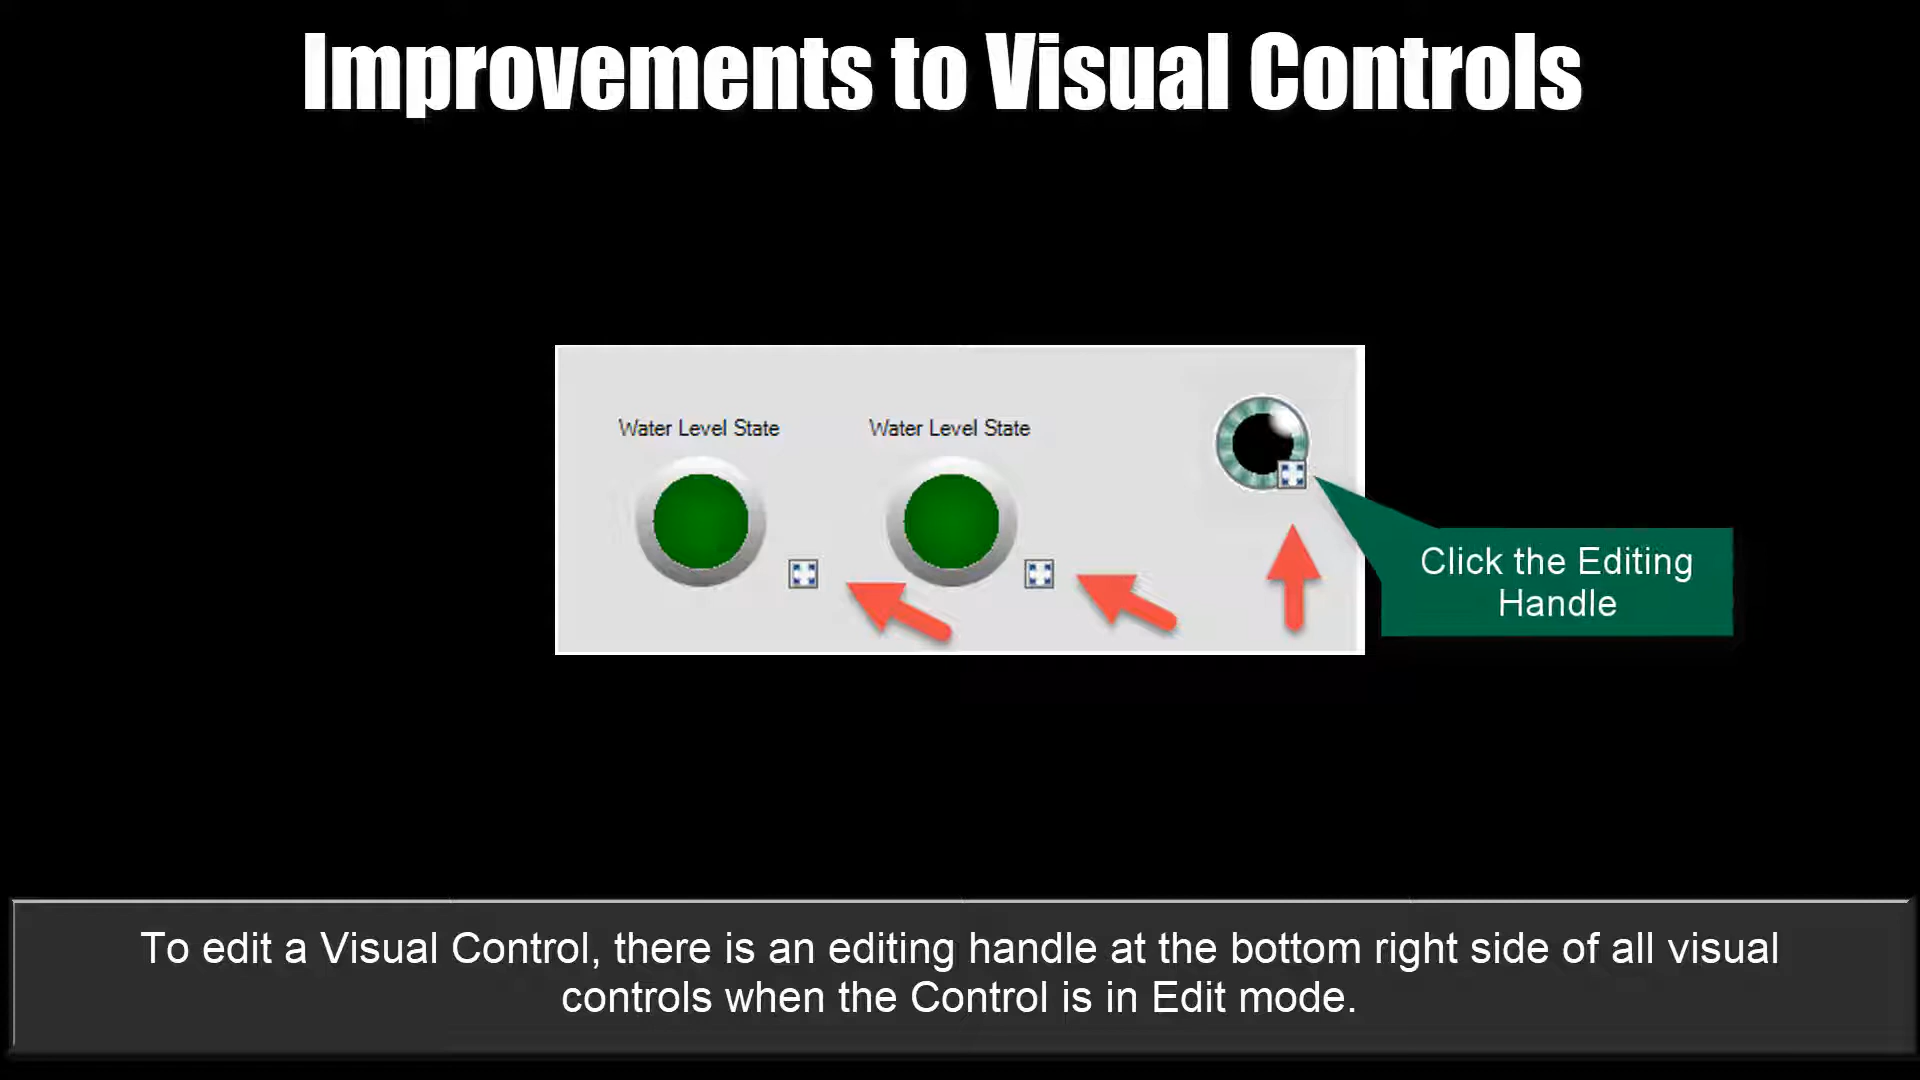 Improvements to Visual Controls
Water Level State
Water Level State
Click the Editing
Handle
To edit a Visual Control, there is an editing handle at the bottom right side of all visual
controls when the Control is in Edit mode.